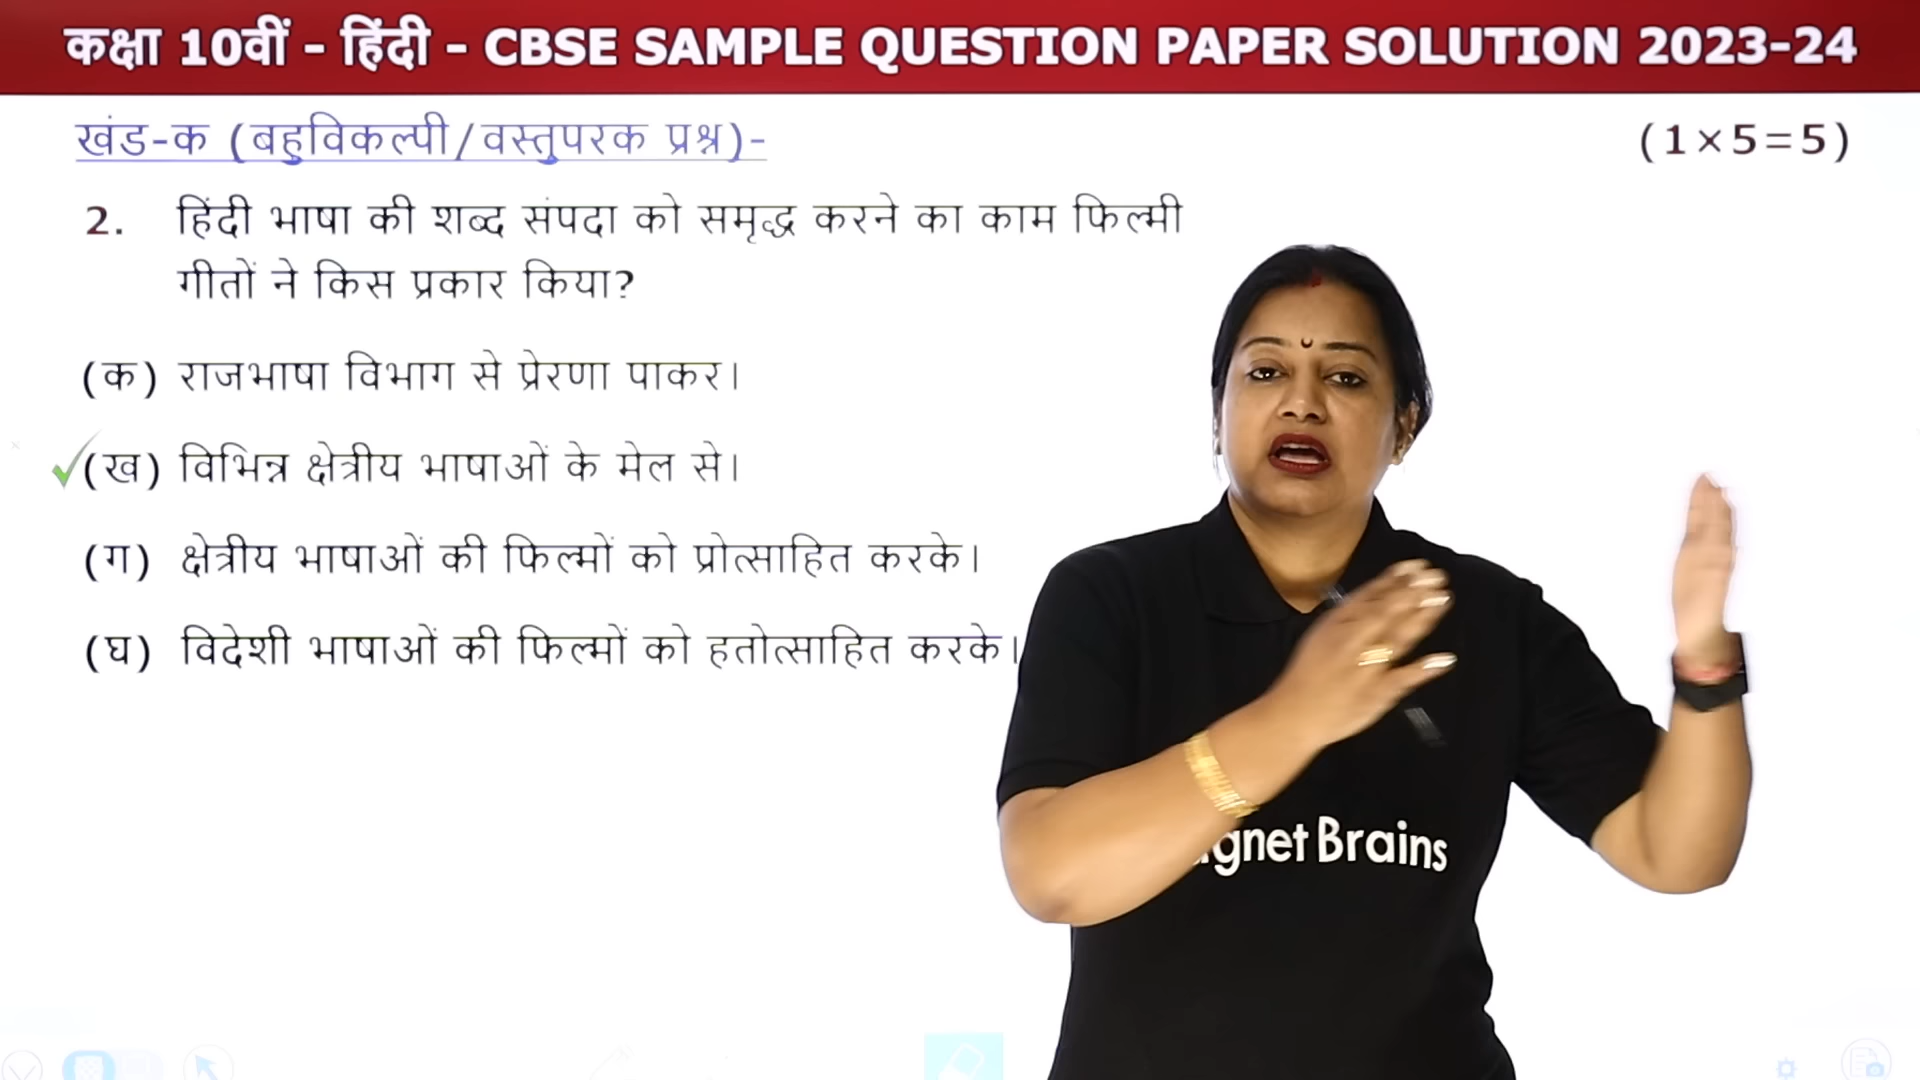 कक्षा 10वीं - हिंदी - CBSE SAMPLE QUESTION PAPER SOLUTION 2023-24
खंड-क (बहुविकल्पी/वस्तुपरक प्रश्न)-
(1×5=5)
2. हिंदी भाषा की शब्द संपदा को समृद्ध करने का काम फिल्मी
गीतों ने किस प्रकार किया?
(क) राजभाषा विभाग से प्रेरणा पाकर।
(ख) विभिन्न क्षेत्रीय भाषाओं के मेल से।
(ग) क्षेत्रीय भाषाओं की फिल्मों को प्रोत्साहित करके।
(घ) विदेशी भाषाओं की फिल्मों को हतोत्साहित करके।
gnet Brains